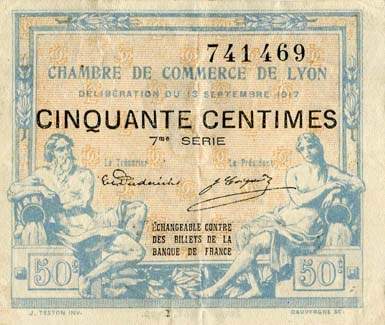 741469
CHAMBRE DE COMMERCE DE LYON
DÉLIBÉRATION DU 13 SEPTEMBRE 1917
CINQUANTE CENTIMES
7me SÉRIE
Le Trésorier Le Président
ÉCHANGEABLE CONTRE
DES BILLETS DE LA
BANQUE DE FRANCE
50c 50c
J. TESTON INV. 1 DAUVERGNE SC.